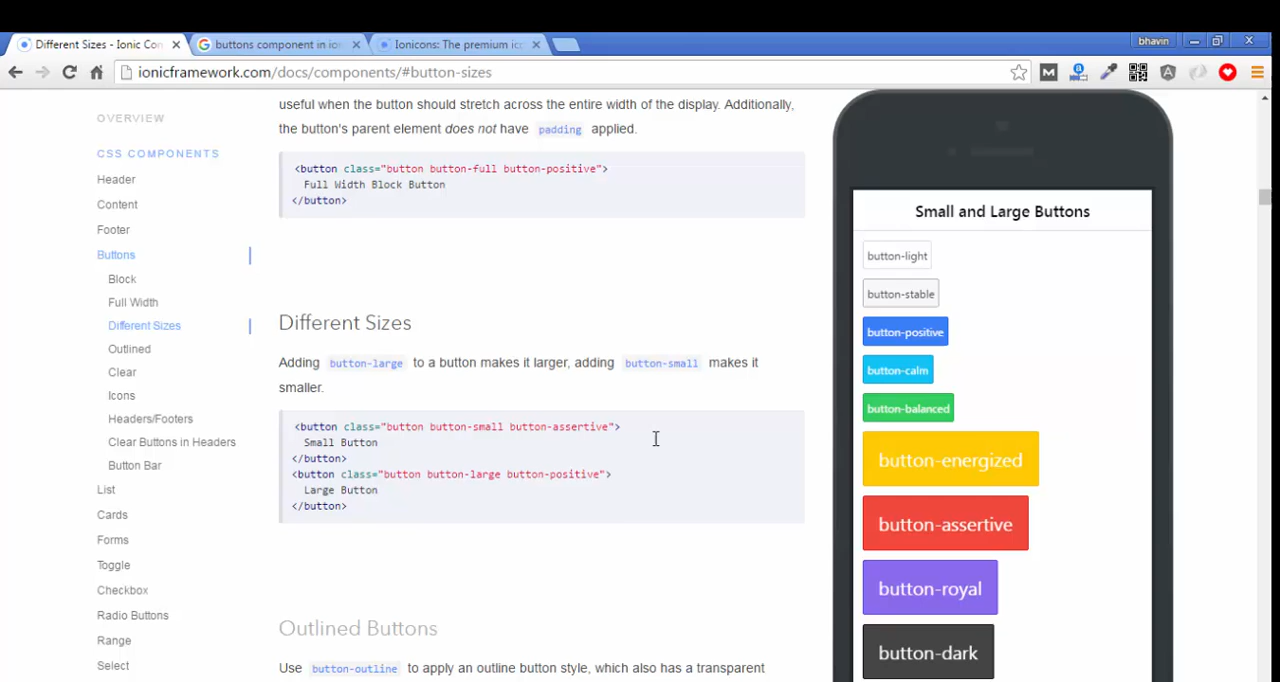 Different Sizes - Ionic Con
buttons component in io
Ionicons: The premium ic
bhavin
ionicframework.com/docs/components/#button-sizes
OVERVIEW
CSS COMPONENTS
Header
Content
Footer
Buttons
Block
Full Width
Different Sizes
Outlined
Clear
Icons
Headers/Footers
Clear Buttons in Headers
Button Bar
List
Cards
Forms
Toggle
Checkbox
Radio Buttons
Range
Select
useful when the button should stretch across the entire width of the display. Additionally,
the button's parent element does not have padding applied.
<button class="button button-full button-positive">
Full Width Block Button
</button>
Different Sizes
Adding button-large to a button makes it larger, adding button-small makes it
smaller.
<button class="button button-small button-assertive">
Small Button
</button>
<button class="button button-large button-positive">
Large Button
</button>
Outlined Buttons
Use button-outline to apply an outline button style, which also has a transparent
Small and Large Buttons
button-light
button-stable
button-positive
button-calm
button-balanced
button-energized
button-assertive
button-royal
button-dark